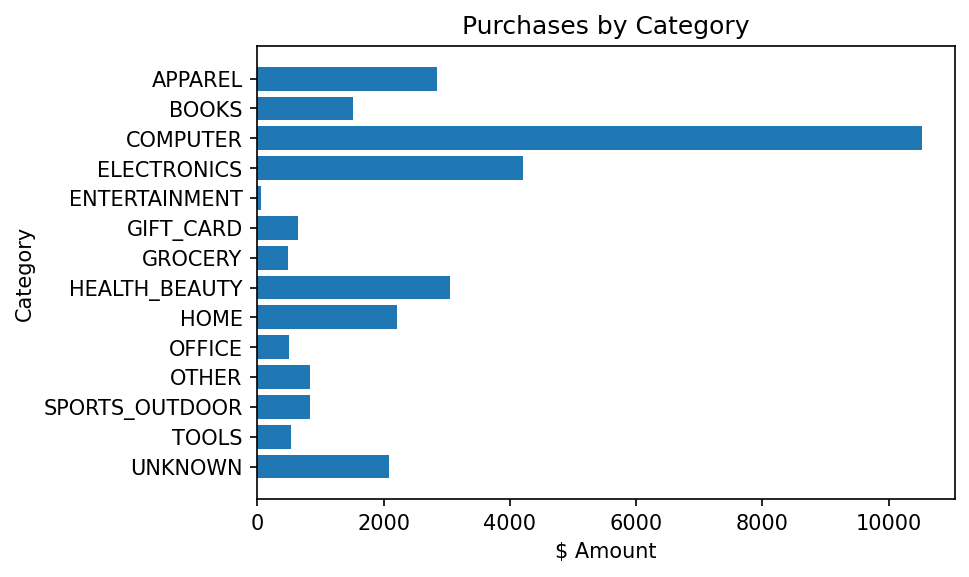 Purchases by Category
Category
APPAREL
BOOKS
COMPUTER
ELECTRONICS
ENTERTAINMENT
GIFT_CARD
GROCERY
HEALTH_BEAUTY
HOME
OFFICE
OTHER
SPORTS_OUTDOOR
TOOLS
UNKNOWN
0 2000 4000 6000 8000 10000
$ Amount